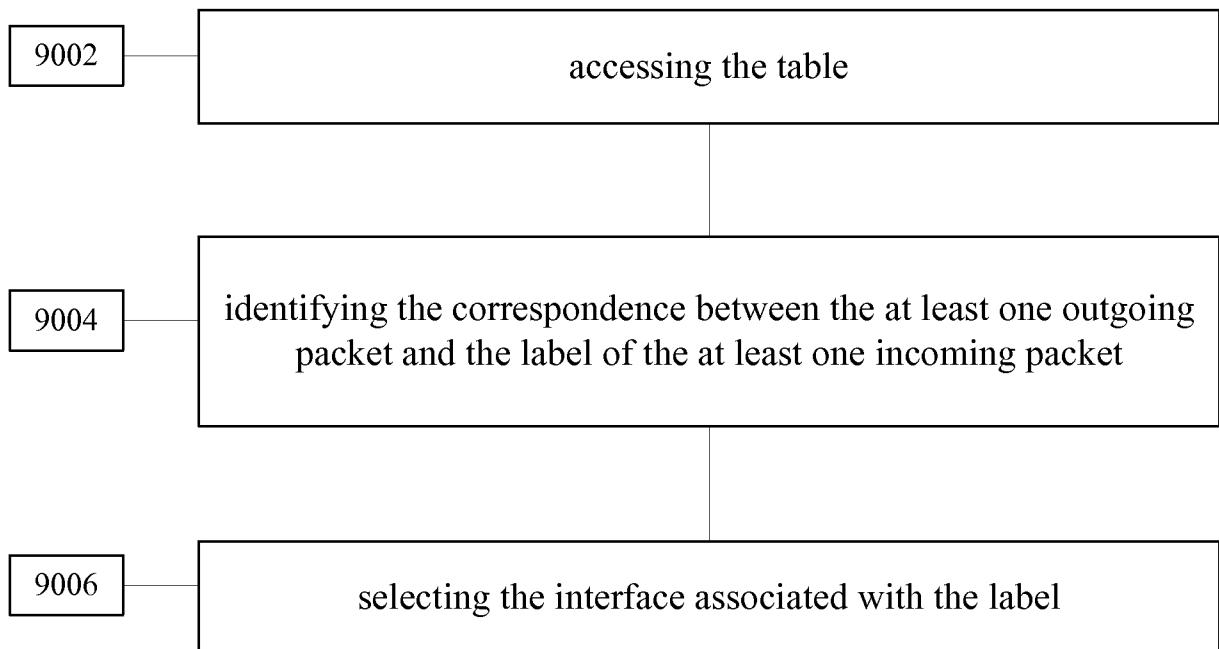 9002
accessing the table
9004
identifying the correspondence between the at least one outgoing
packet and the label of the at least one incoming packet
9006
selecting the interface associated with the label